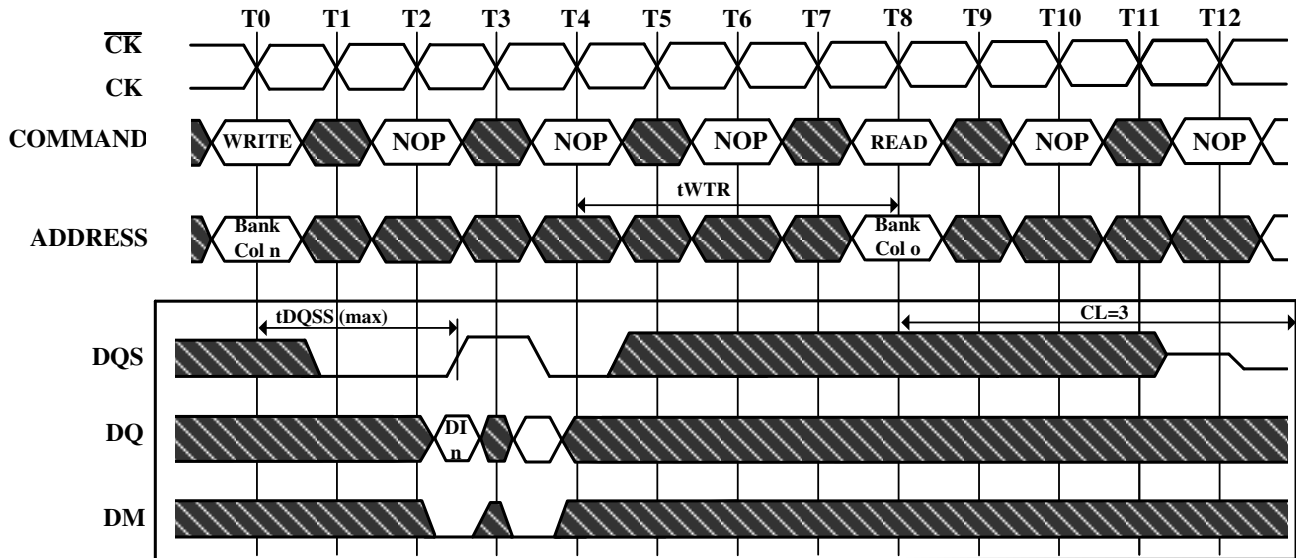 T0 T1 T2 T3 T4 T5 T6 T7 T8 T9 T10 T11 T12
CK
CK
COMMAND WRITE NOP NOP NOP READ NOP NOP
tWTR
ADDRESS Bank Col n Bank Col o
tDQSS (max) CL=3
DQS
DQ DI n
DM